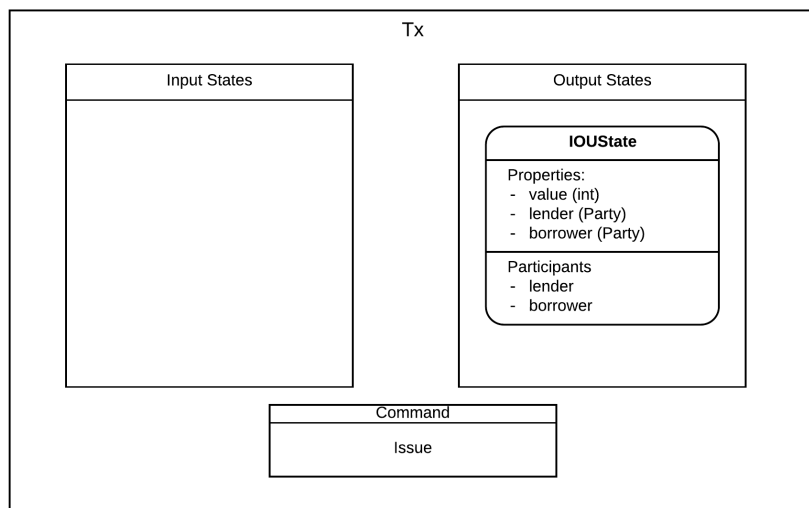 Tx
Input States
Output States
IOUState
Properties:
- value (int)
- lender (Party)
- borrower (Party)
Participants
- lender
- borrower
Command
Issue